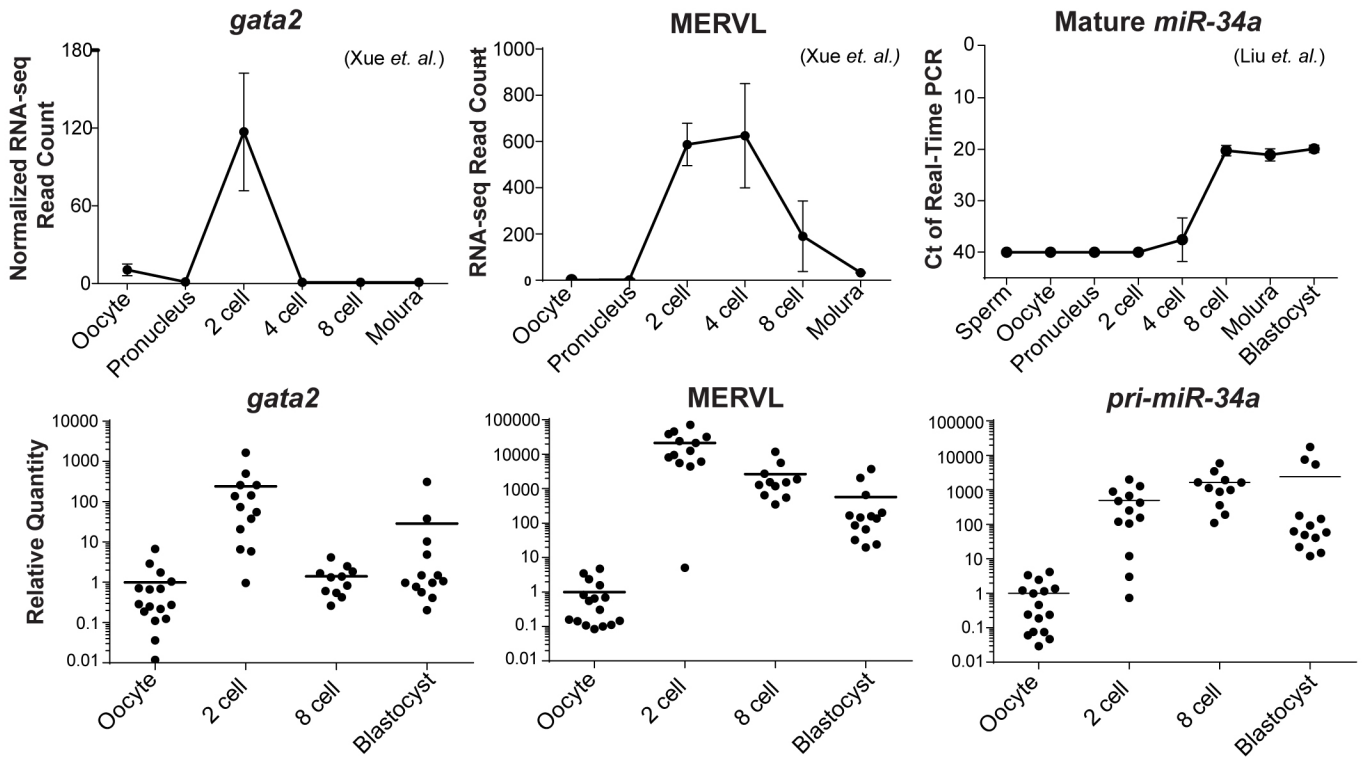 gata2
(Xue et. al.)
Normalized RNA-seq
Read Count
180
120
60
0
Oocyte
Pronucleus
2 cell
4 cell
8 cell
Molura
MERVL
(Xue et. al.)
RNA-seq Read Count
1000
800
600
400
200
0
Oocyte
Pronucleus
2 cell
4 cell
8 cell
Molura
Mature miR-34a
(Liu et. al.)
Ct of Real-Time PCR
0
10
20
30
40
Sperm
Oocyte
Pronucleus
2 cell
4 cell
8 cell
Molura
Blastocyst
gata2
Relative Quantity
10000
1000
100
10
1
0.1
0.01
Oocyte
2 cell
8 cell
Blastocyst
MERVL
100000
10000
1000
100
10
1
0.1
0.01
Oocyte
2 cell
8 cell
Blastocyst
pri-miR-34a
100000
10000
1000
100
10
1
0.1
0.01
Oocyte
2 cell
8 cell
Blastocyst